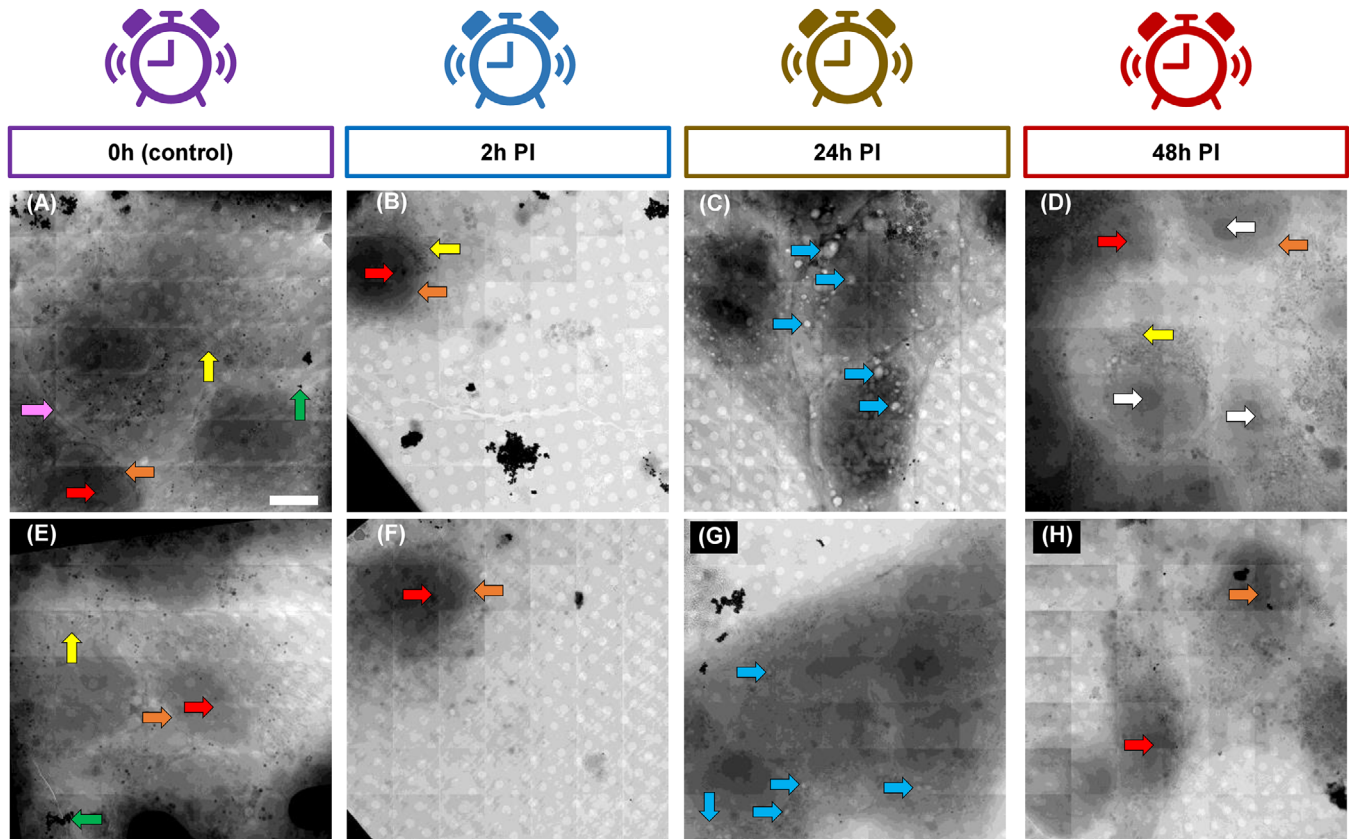 0h (control)
2h PI
24h PI
48h PI
(A)
(B)
(C)
(D)
(E)
(F)
(G)
(H)